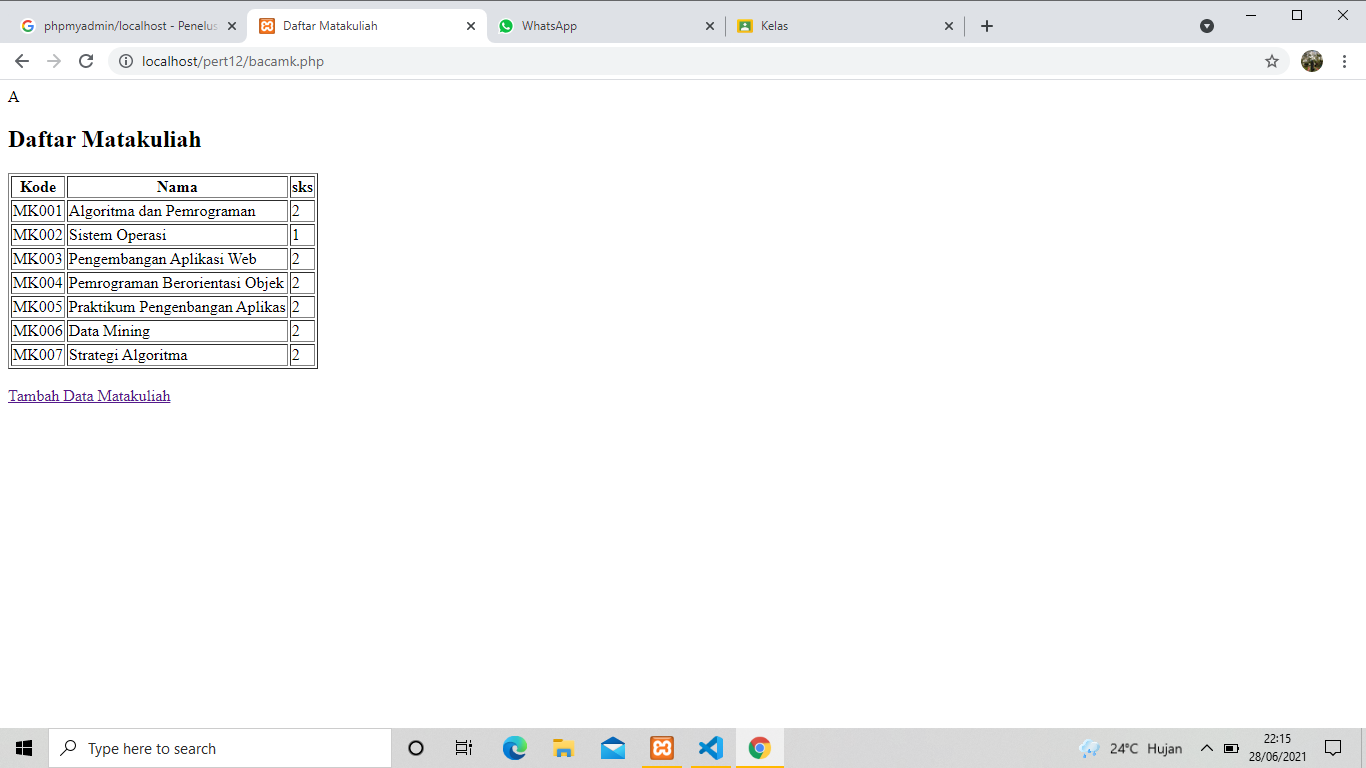 phpmyadmin/localhost - Penelus
Daftar Matakuliah
WhatsApp
Kelas
localhost/pert12/bacamk.php
A
Daftar Matakuliah
Kode Nama sks
MK001 Algoritma dan Pemrograman 2
MK002 Sistem Operasi 1
MK003 Pengembangan Aplikasi Web 2
MK004 Pemrograman Berorientasi Objek 2
MK005 Praktikum Pengenbangan Aplikas 2
MK006 Data Mining 2
MK007 Strategi Algoritma 2
Tambah Data Matakuliah
Type here to search
24°C Hujan
22:15
28/06/2021